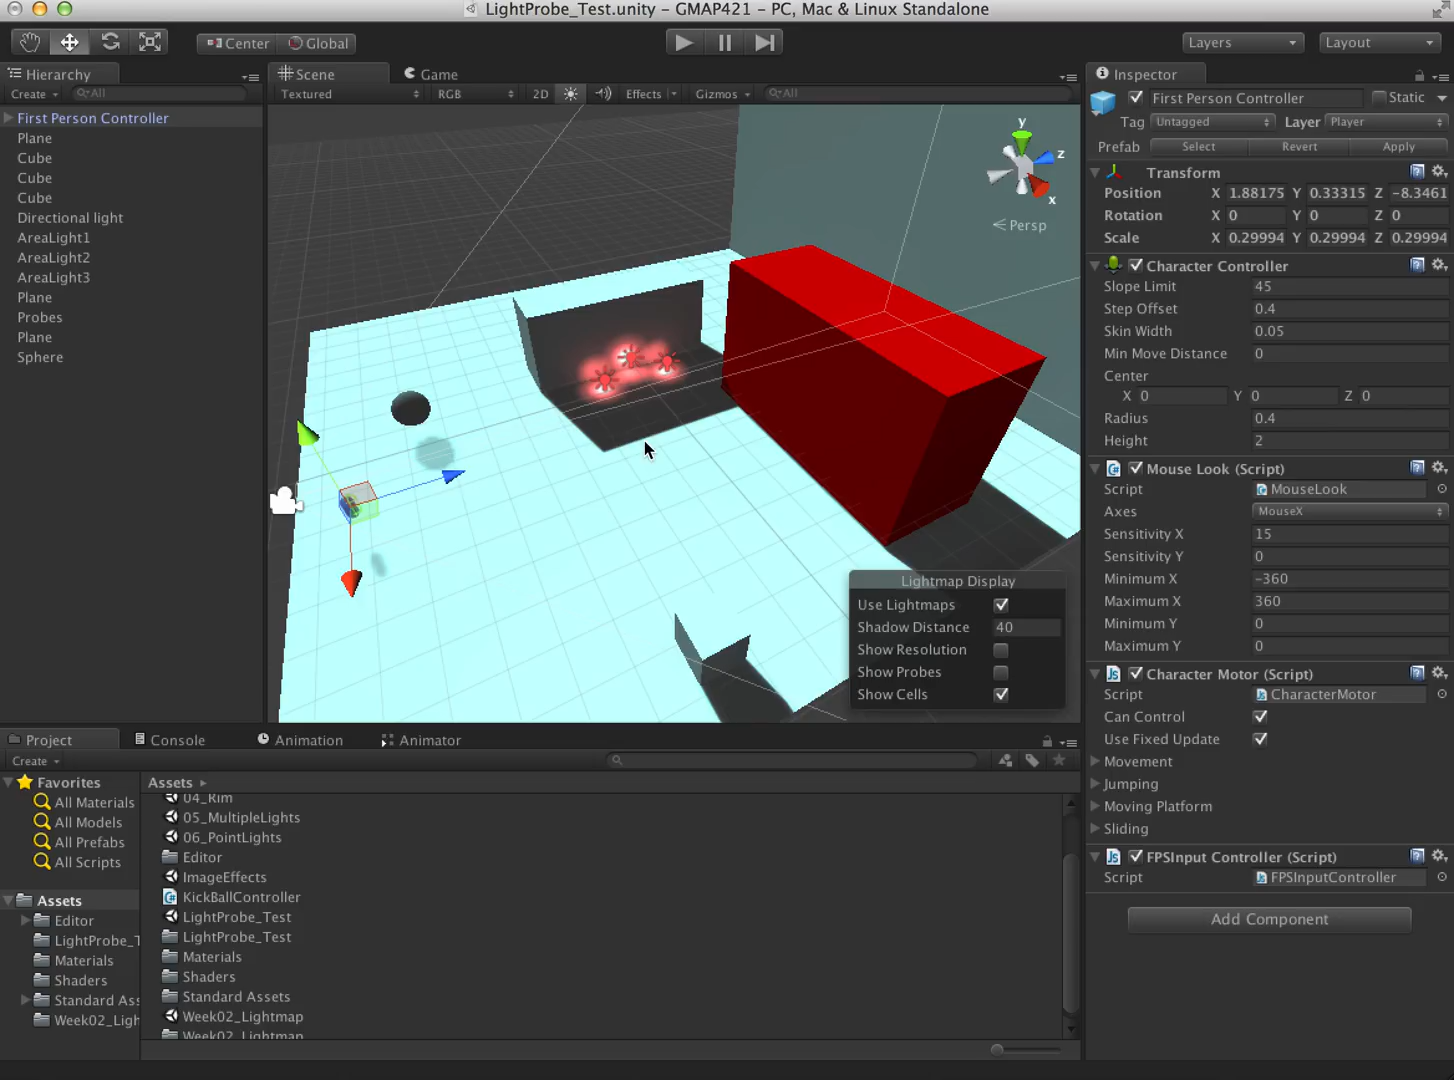 LightProbe_Test.unity – GMAP421 – PC, Mac & Linux Standalone
Center Global Layers Layout
Hierarchy
Create All
First Person Controller
Plane
Cube
Cube
Cube
Directional light
AreaLight1
AreaLight2
AreaLight3
Plane
Probes
Plane
Sphere
Scene Game
Textured RGB 2D Effects Gizmos All
y
z
x
Persp
Lightmap Display
Use Lightmaps
Shadow Distance 40
Show Resolution
Show Probes
Show Cells
Inspector
First Person Controller Static
Tag Untagged Layer Player
Prefab Select Revert Apply
Transform
Position X 1.88175 Y 0.33315 Z -8.3461
Rotation X 0 Y 0 Z 0
Scale X 0.29994 Y 0.29994 Z 0.29994
Character Controller
Slope Limit 45
Step Offset 0.4
Skin Width 0.05
Min Move Distance 0
Center
X 0 Y 0 Z 0
Radius 0.4
Height 2
Mouse Look (Script)
Script MouseLook
Axes MouseX
Sensitivity X 15
Sensitivity Y 0
Minimum X -360
Maximum X 360
Minimum Y 0
Maximum Y 0
Character Motor (Script)
Script CharacterMotor
Can Control
Use Fixed Update
Movement
Jumping
Moving Platform
Sliding
FPSInput Controller (Script)
Script FPSInputController
Add Component
Project Console Animation Animator
Create
Favorites
All Materials
All Models
All Prefabs
All Scripts
Assets
Editor
LightProbe_T
Materials
Shaders
Standard Ass
Week02_Ligh
Assets
04_Rim
05_MultipleLights
06_PointLights
Editor
ImageEffects
KickBallController
LightProbe_Test
LightProbe_Test
Materials
Shaders
Standard Assets
Week02_Lightmap
Week02_Lightmap